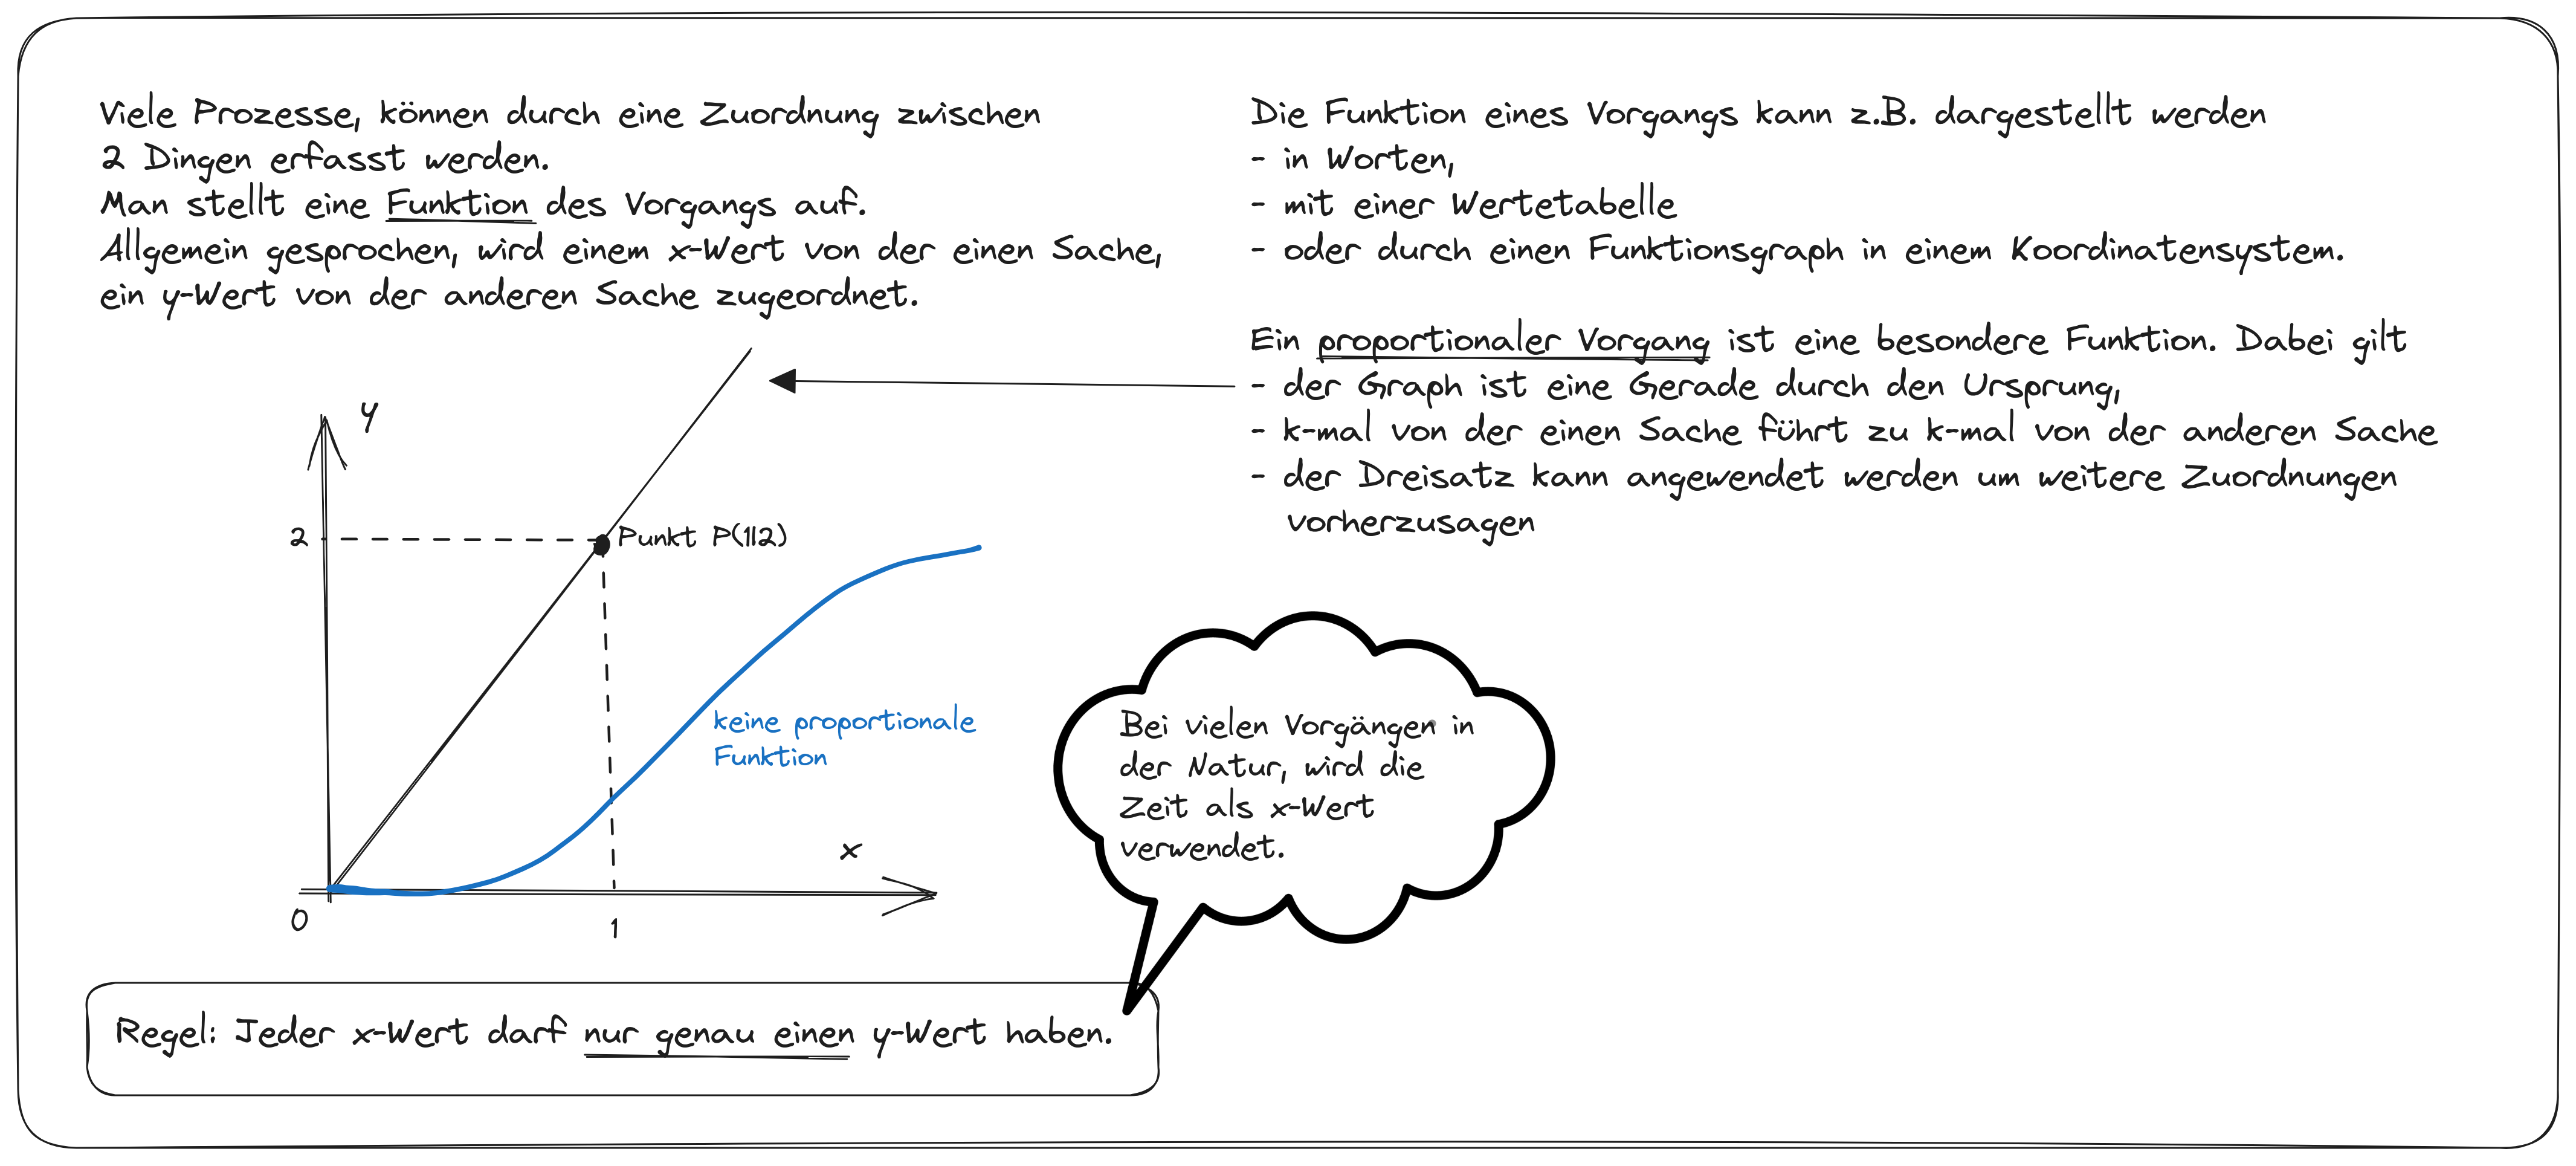 Viele Prozesse, können durch eine Zuordnung zwischen
2 Dingen erfasst werden.
Man stellt eine Funktion des Vorgangs auf.
Allgemein gesprochen, wird einem x-Wert von der einen Sache,
ein y-Wert von der anderen Sache zugeordnet.
Die Funktion eines Vorgangs kann z.B. dargestellt werden
- in Worten,
- mit einer Wertetabelle
- oder durch einen Funktionsgraph in einem Koordinatensystem.
Ein proportionaler Vorgang ist eine besondere Funktion. Dabei gilt
- der Graph ist eine Gerade durch den Ursprung,
- k-mal von der einen Sache führt zu k-mal von der anderen Sache
- der Dreisatz kann angewendet werden um weitere Zuordnungen
vorherzusagen
y
2
Punkt P(1|2)
keine proportionale
Funktion
x
0
1
Bei vielen Vorgängen in
der Natur, wird die
Zeit als x-Wert
verwendet.
Regel: Jeder x-Wert darf nur genau einen y-Wert haben.